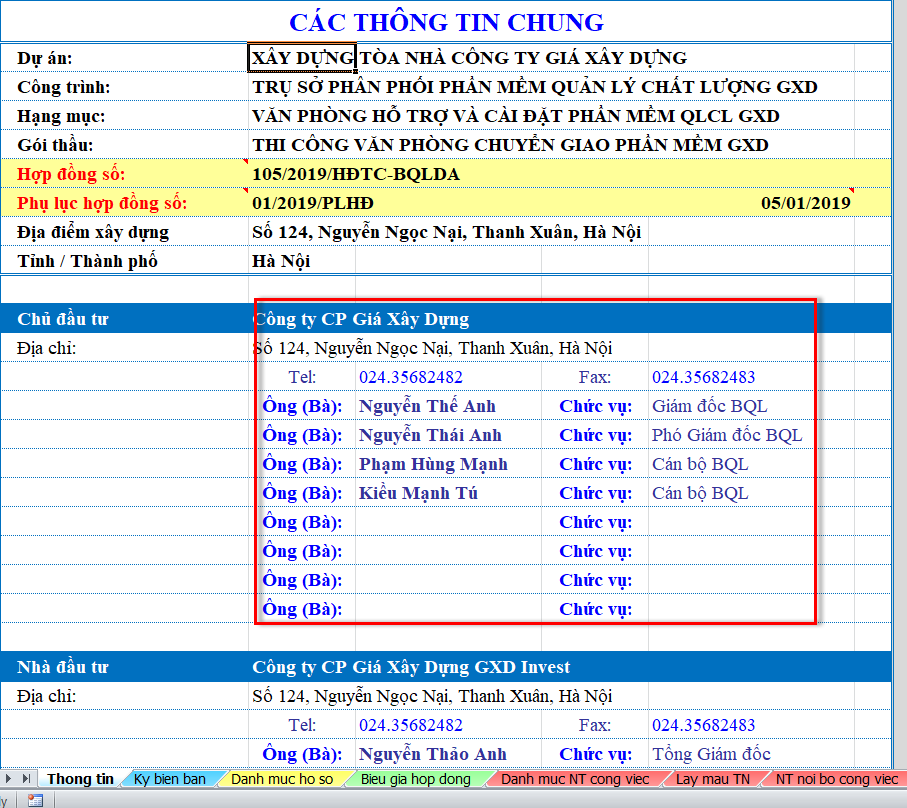 CÁC THÔNG TIN CHUNG
Dự án: XÂY DỰNG TÒA NHÀ CÔNG TY GIÁ XÂY DỰNG
Công trình: TRỤ SỞ PHÂN PHỐI PHẦN MỀM QUẢN LÝ CHẤT LƯỢNG GXD
Hạng mục: VĂN PHÒNG HỖ TRỢ VÀ CÀI ĐẶT PHẦN MỀM QLCL GXD
Gói thầu: THI CÔNG VĂN PHÒNG CHUYỂN GIAO PHẦN MỀM GXD
Hợp đồng số: 105/2019/HĐTC-BQLDA
Phụ lục hợp đồng số: 01/2019/PLHĐ 05/01/2019
Địa điểm xây dựng Số 124, Nguyễn Ngọc Nại, Thanh Xuân, Hà Nội
Tỉnh / Thành phố Hà Nội
Chủ đầu tư Công ty CP Giá Xây Dựng
Địa chỉ: Số 124, Nguyễn Ngọc Nại, Thanh Xuân, Hà Nội
Tel: 024.35682482 Fax: 024.35682483
Ông (Bà): Nguyễn Thế Anh Chức vụ: Giám đốc BQL
Ông (Bà): Nguyễn Thái Anh Chức vụ: Phó Giám đốc BQL
Ông (Bà): Phạm Hùng Mạnh Chức vụ: Cán bộ BQL
Ông (Bà): Kiều Mạnh Tú Chức vụ: Cán bộ BQL
Ông (Bà): Chức vụ:
Ông (Bà): Chức vụ:
Ông (Bà): Chức vụ:
Ông (Bà): Chức vụ:
Nhà đầu tư Công ty CP Giá Xây Dựng GXD Invest
Địa chỉ: Số 124, Nguyễn Ngọc Nại, Thanh Xuân, Hà Nội
Tel: 024.35682482 Fax: 024.35682483
Ông (Bà): Nguyễn Thảo Anh Chức vụ: Tổng Giám đốc
Thong tin Ky bien ban Danh muc ho so Bieu gia hop dong Danh muc NT cong viec Lay mau TN NT noi bo cong viec